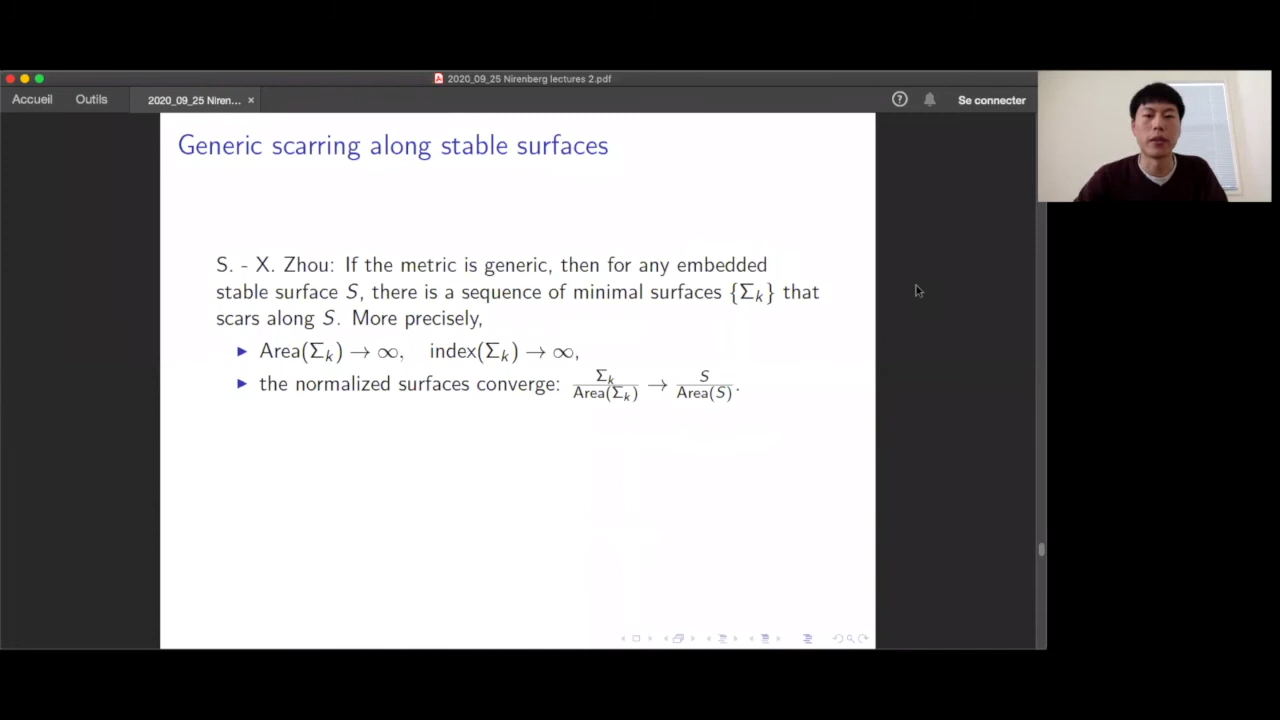 2020_09_25 Nirenberg lectures 2.pdf
Accueil Outils 2020_09_25 Niren... × ? Se connecter
Generic scarring along stable surfaces
S. - X. Zhou: If the metric is generic, then for any embedded
stable surface S, there is a sequence of minimal surfaces {Σ_k} that
scars along S. More precisely,
▶ Area(Σ_k) → ∞, index(Σ_k) → ∞,
▶ the normalized surfaces converge: Σ_k/Area(Σ_k) → S/Area(S).